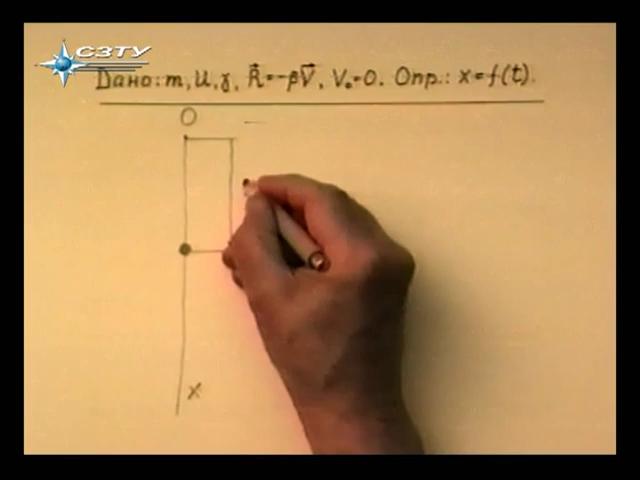 СЗТУ
Дано: m, U, γ, R⃗=-βV⃗, V₀=0. Опр.: x=f(t).
O
x